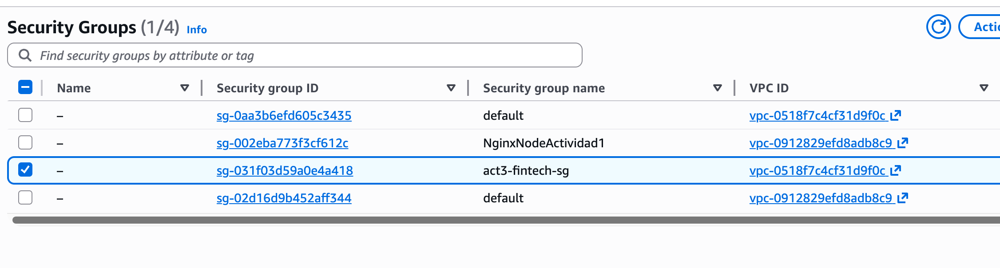 Security Groups (1/4) Info
Find security groups by attribute or tag
Name Security group ID Security group name VPC ID
– sg-0aa3b6efd605c3435 default vpc-0518f7c4cf31d9f0c
– sg-002eba773f3cf612c NginxNodeActividad1 vpc-0912829efd8adb8c9
– sg-031f03d59a0e4a418 act3-fintech-sg vpc-0518f7c4cf31d9f0c
– sg-02d16d9b452aff344 default vpc-0912829efd8adb8c9